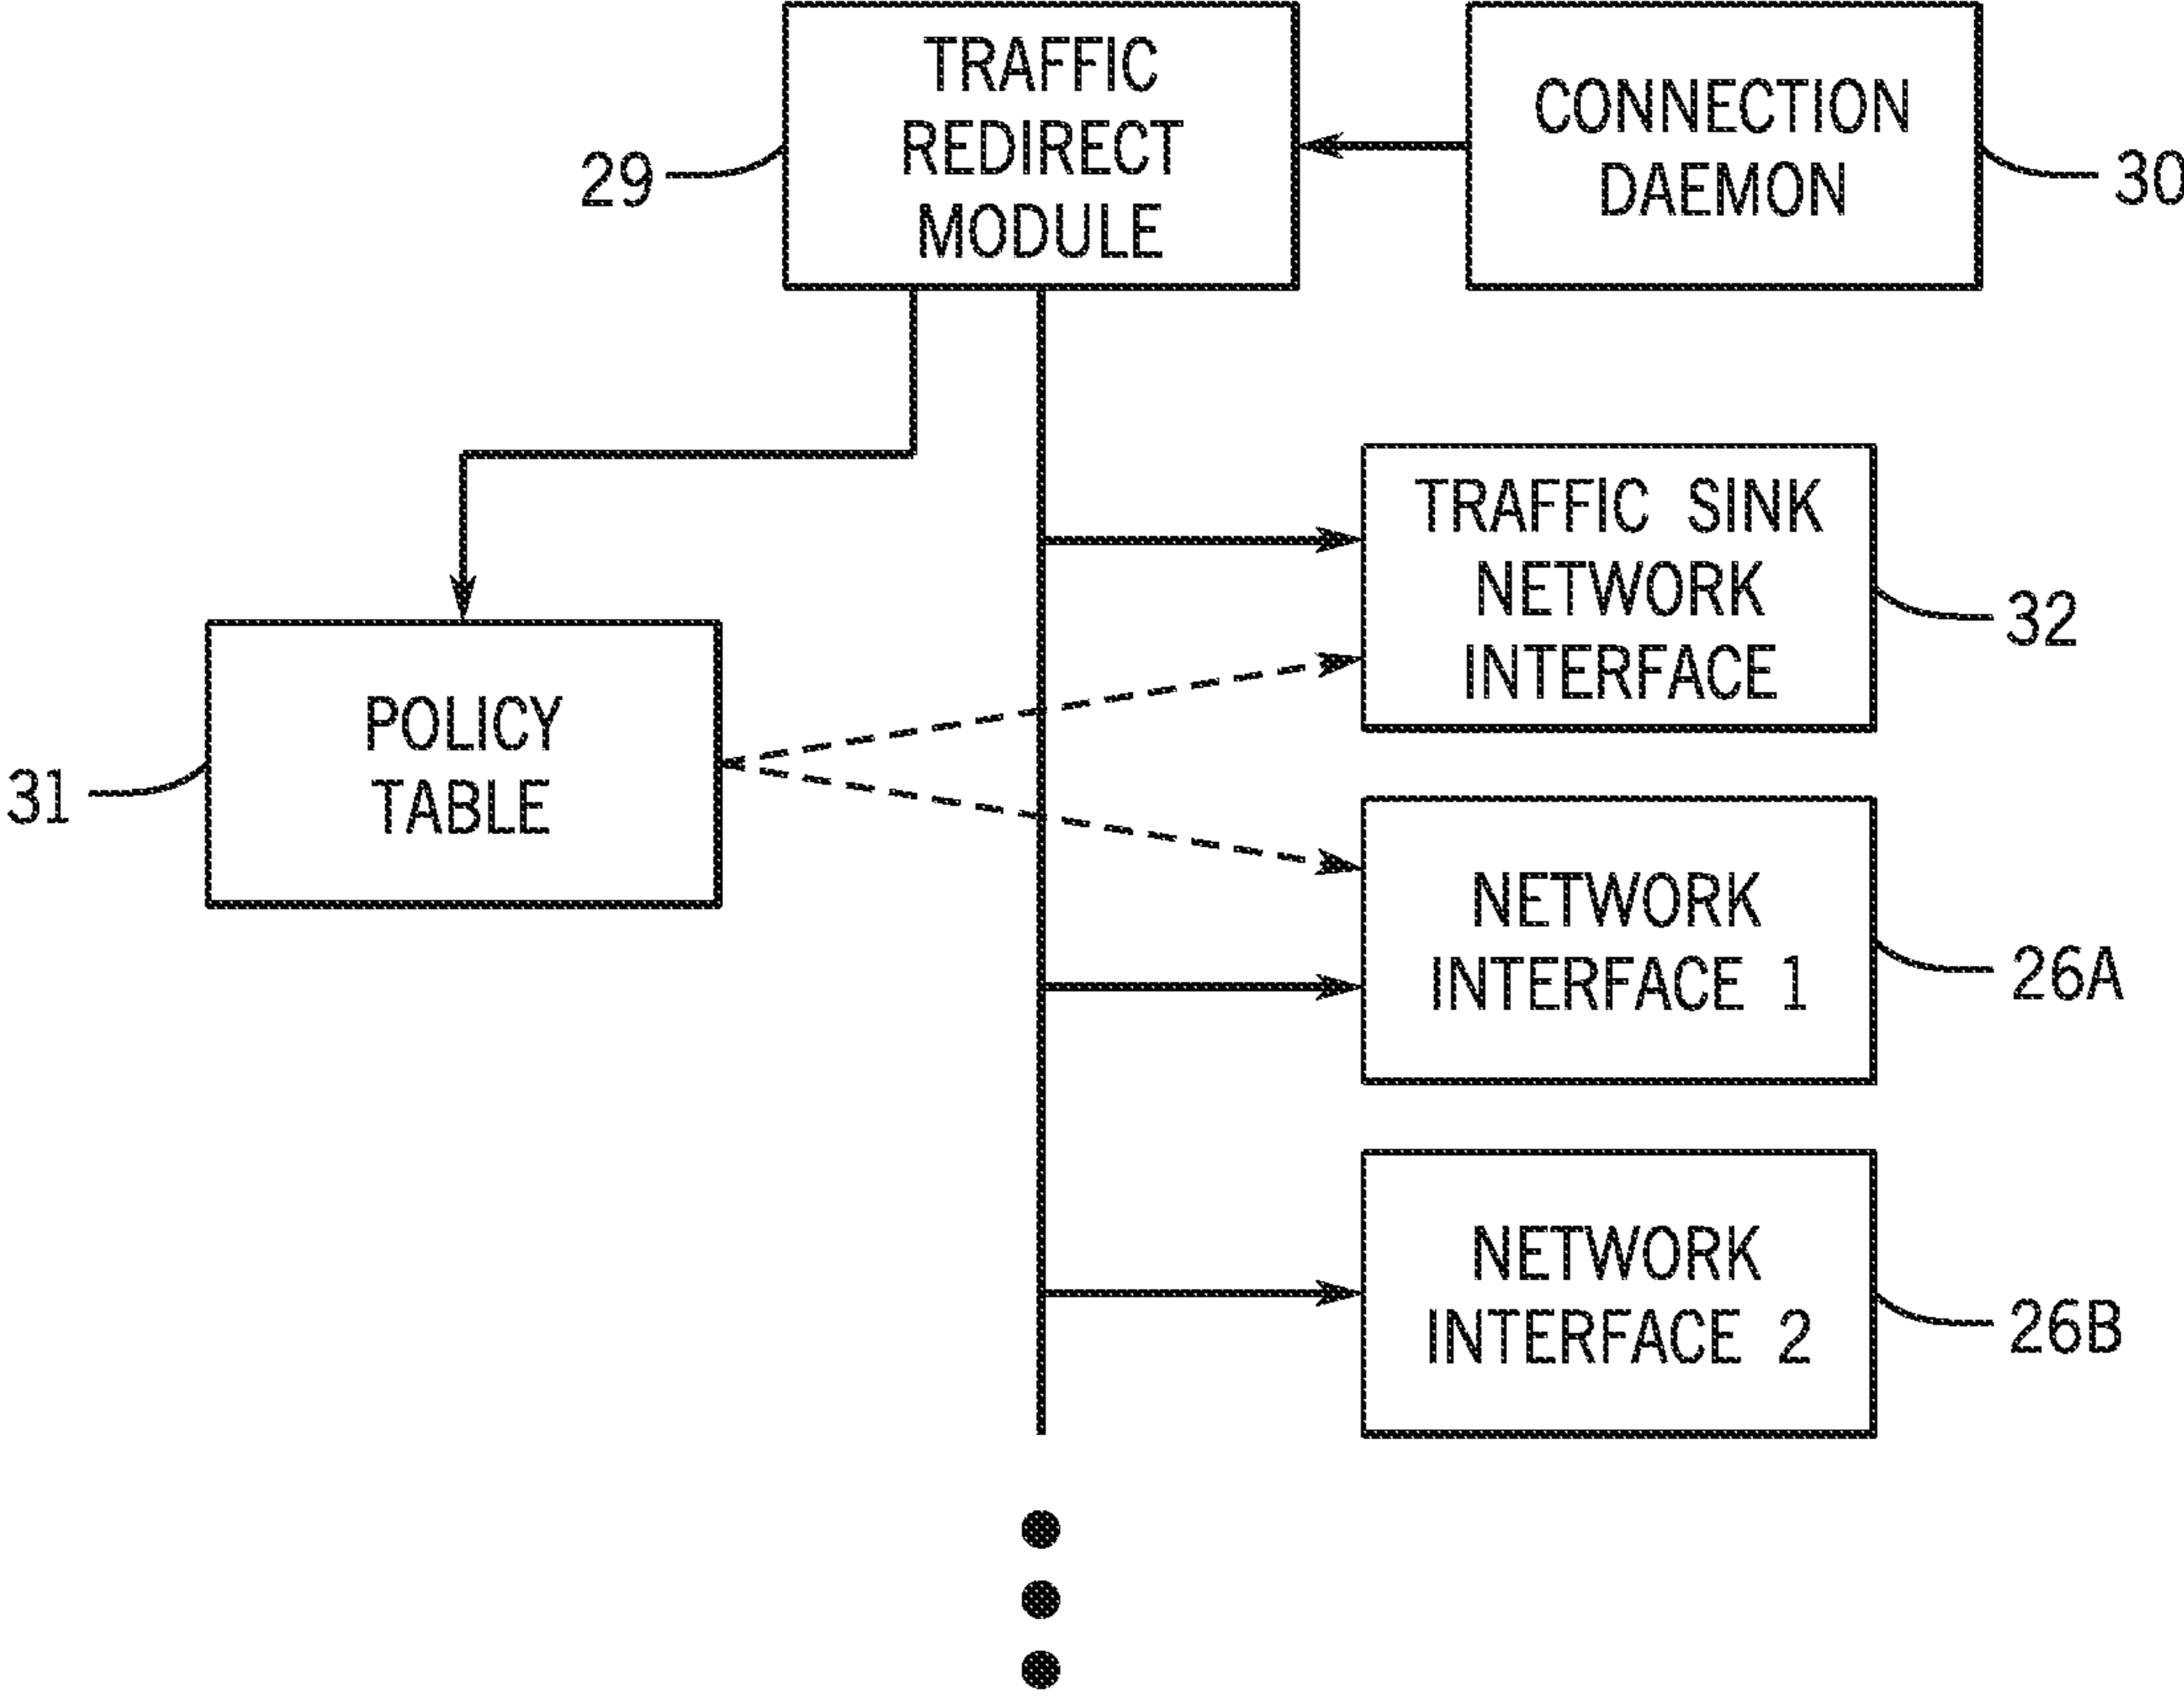 TRAFFIC
REDIRECT
MODULE
29
CONNECTION
DAEMON
30
TRAFFIC SINK
NETWORK
INTERFACE
32
POLICY
TABLE
31
NETWORK
INTERFACE 1
26A
NETWORK
INTERFACE 2
26B